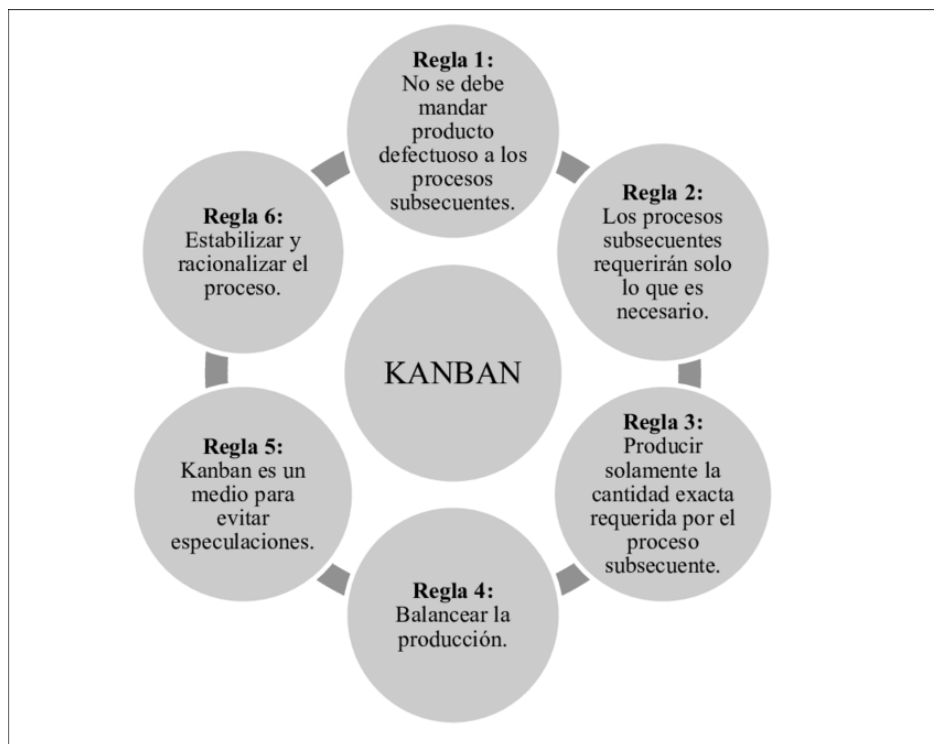 Regla 1:
No se debe
mandar
producto
defectuoso a los
procesos
subsecuentes.
Regla 2:
Los procesos
subsecuentes
requerirán solo
lo que es
necesario.
Regla 3:
Producir
solamente la
cantidad exacta
requerida por el
proceso
subsecuente.
Regla 4:
Balancear la
producción.
Regla 5:
Kanban es un
medio para
evitar
especulaciones.
Regla 6:
Estabilizar y
racionalizar el
proceso.
KANBAN